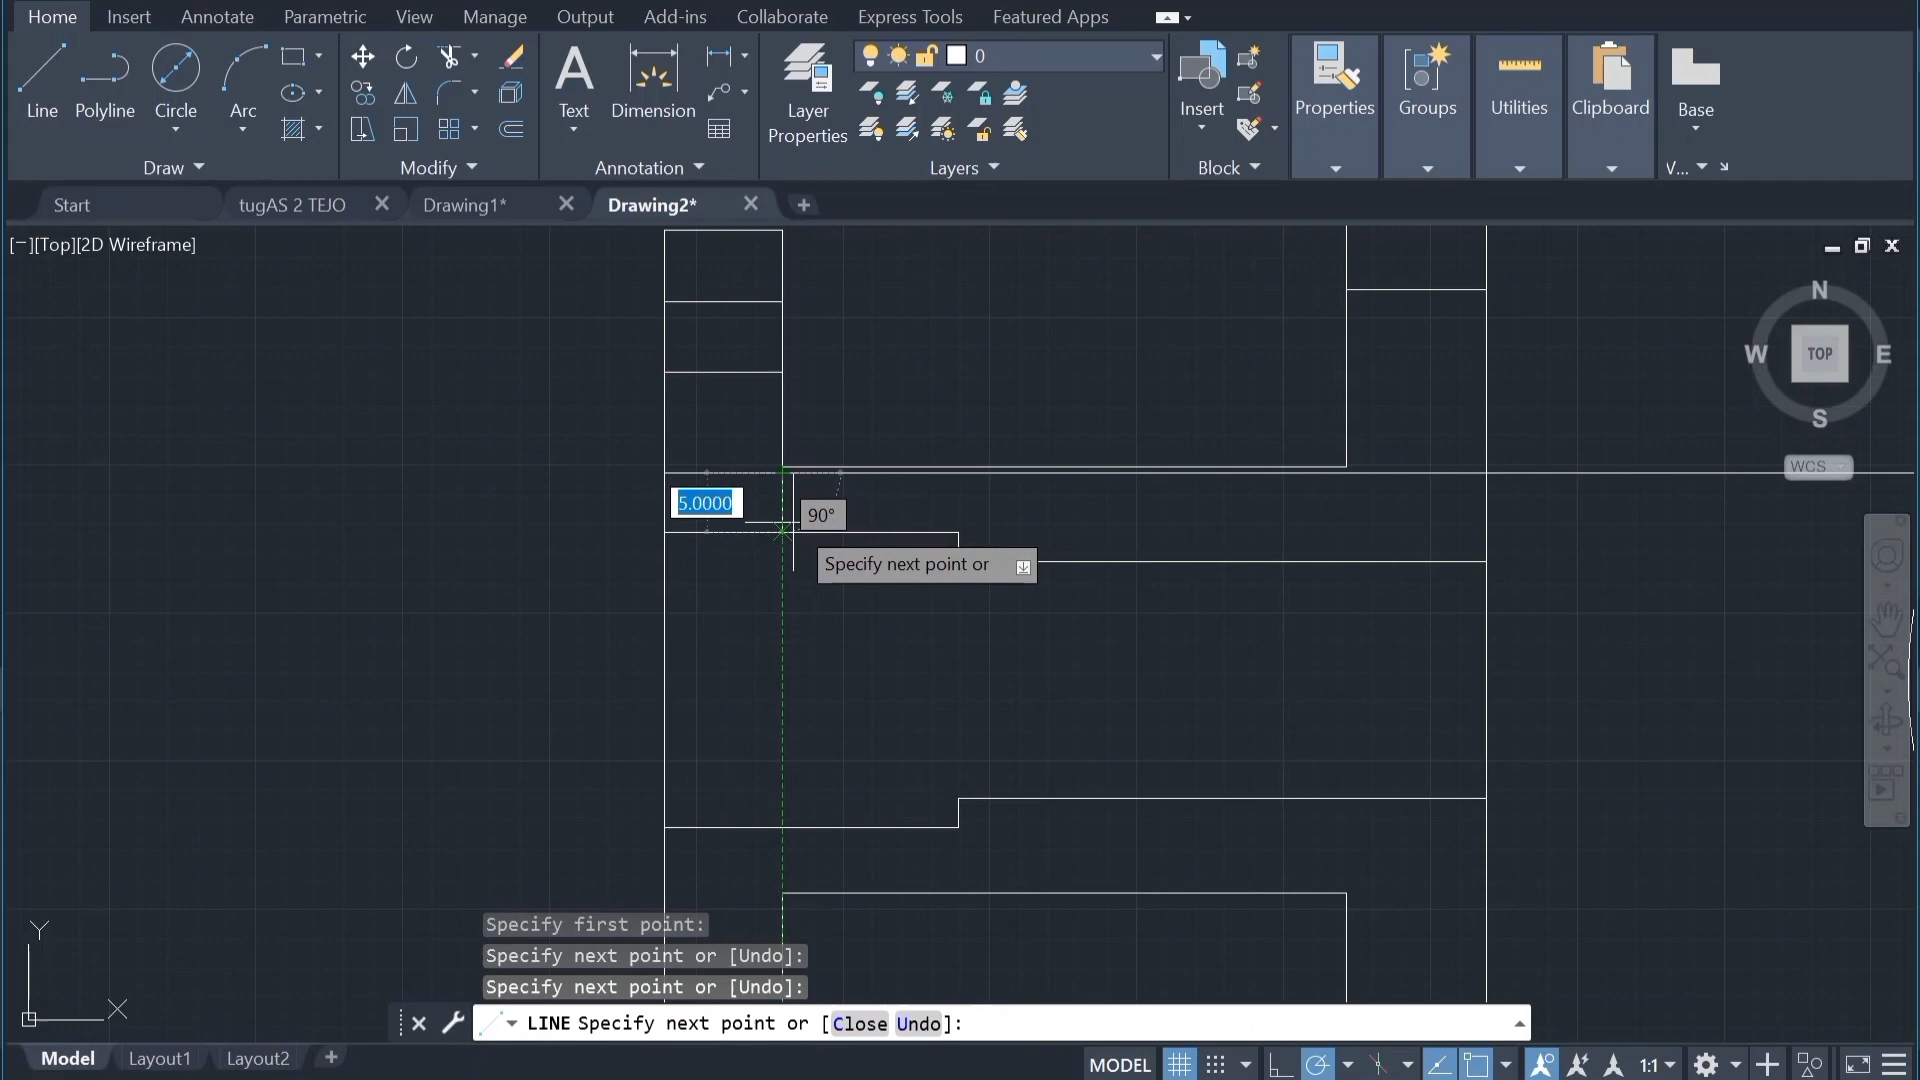 Home Insert Annotate Parametric View Manage Output Add-ins Collaborate Express Tools Featured Apps
Line Polyline Circle Arc
Text Dimension
Layer Properties
0
Insert
Properties Groups Utilities Clipboard Base
Draw Modify Annotation Layers Block V...
Start tugAS 2 TEJO Drawing1* Drawing2*
[−][Top][2D Wireframe]
N
W TOP E
S
WCS
5.0000
90°
Specify next point or
Y
X
Specify first point:
Specify next point or [Undo]:
Specify next point or [Undo]:
LINE Specify next point or [Close Undo]:
Model Layout1 Layout2
MODEL 1:1